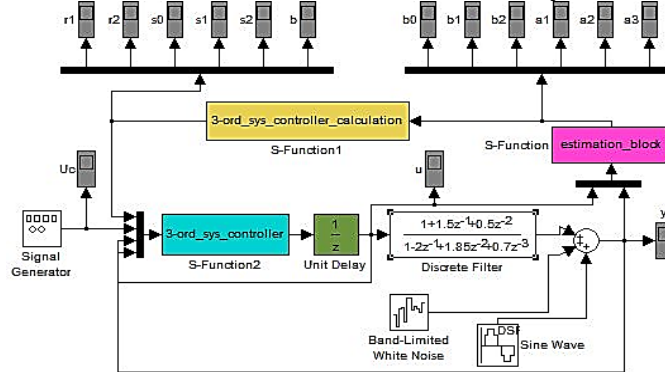 r1 r2 s0 s1 s2 b b0 b1 b2 a1 a2 a3
3-ord_sys_controller_calculation
S-Function1
S-Function
estimation_block
Uc
u
y
Signal
Generator
3-ord_sys_controller
S-Function2
1
z
Unit Delay
1+1.5z-1+0.5z-2
1-2z-1+1.85z-2+0.7z-3
Discrete Filter
Band-Limited
White Noise
DSP
Sine Wave